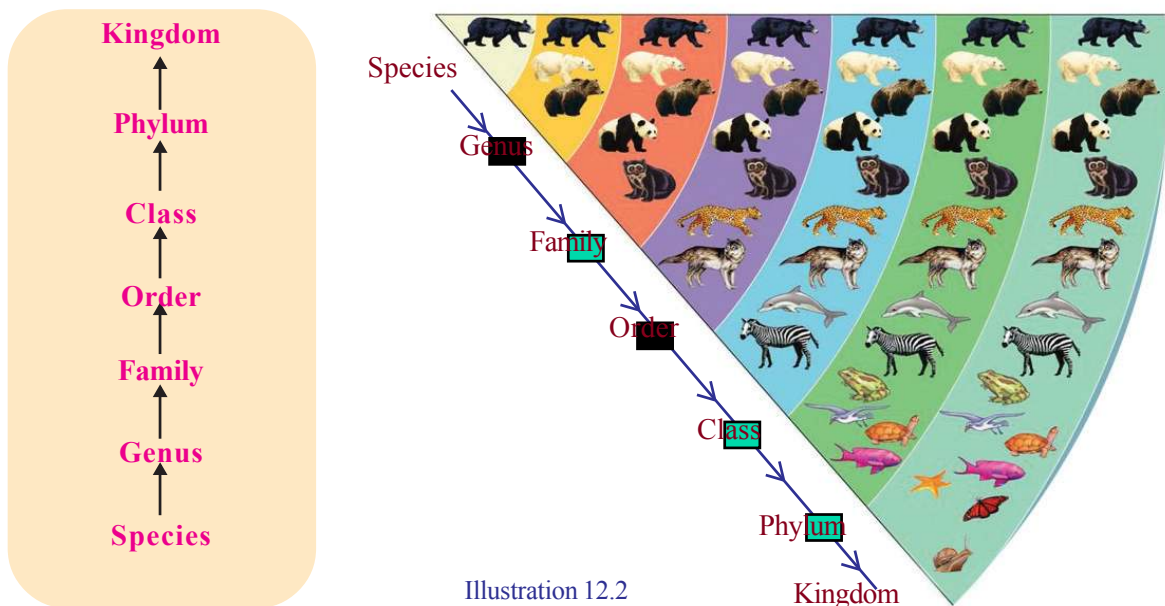 Kingdom
Phylum
Class
Order
Family
Genus
Species
Species
Genus
Family
Order
Class
Phylum
Kingdom
Illustration 12.2